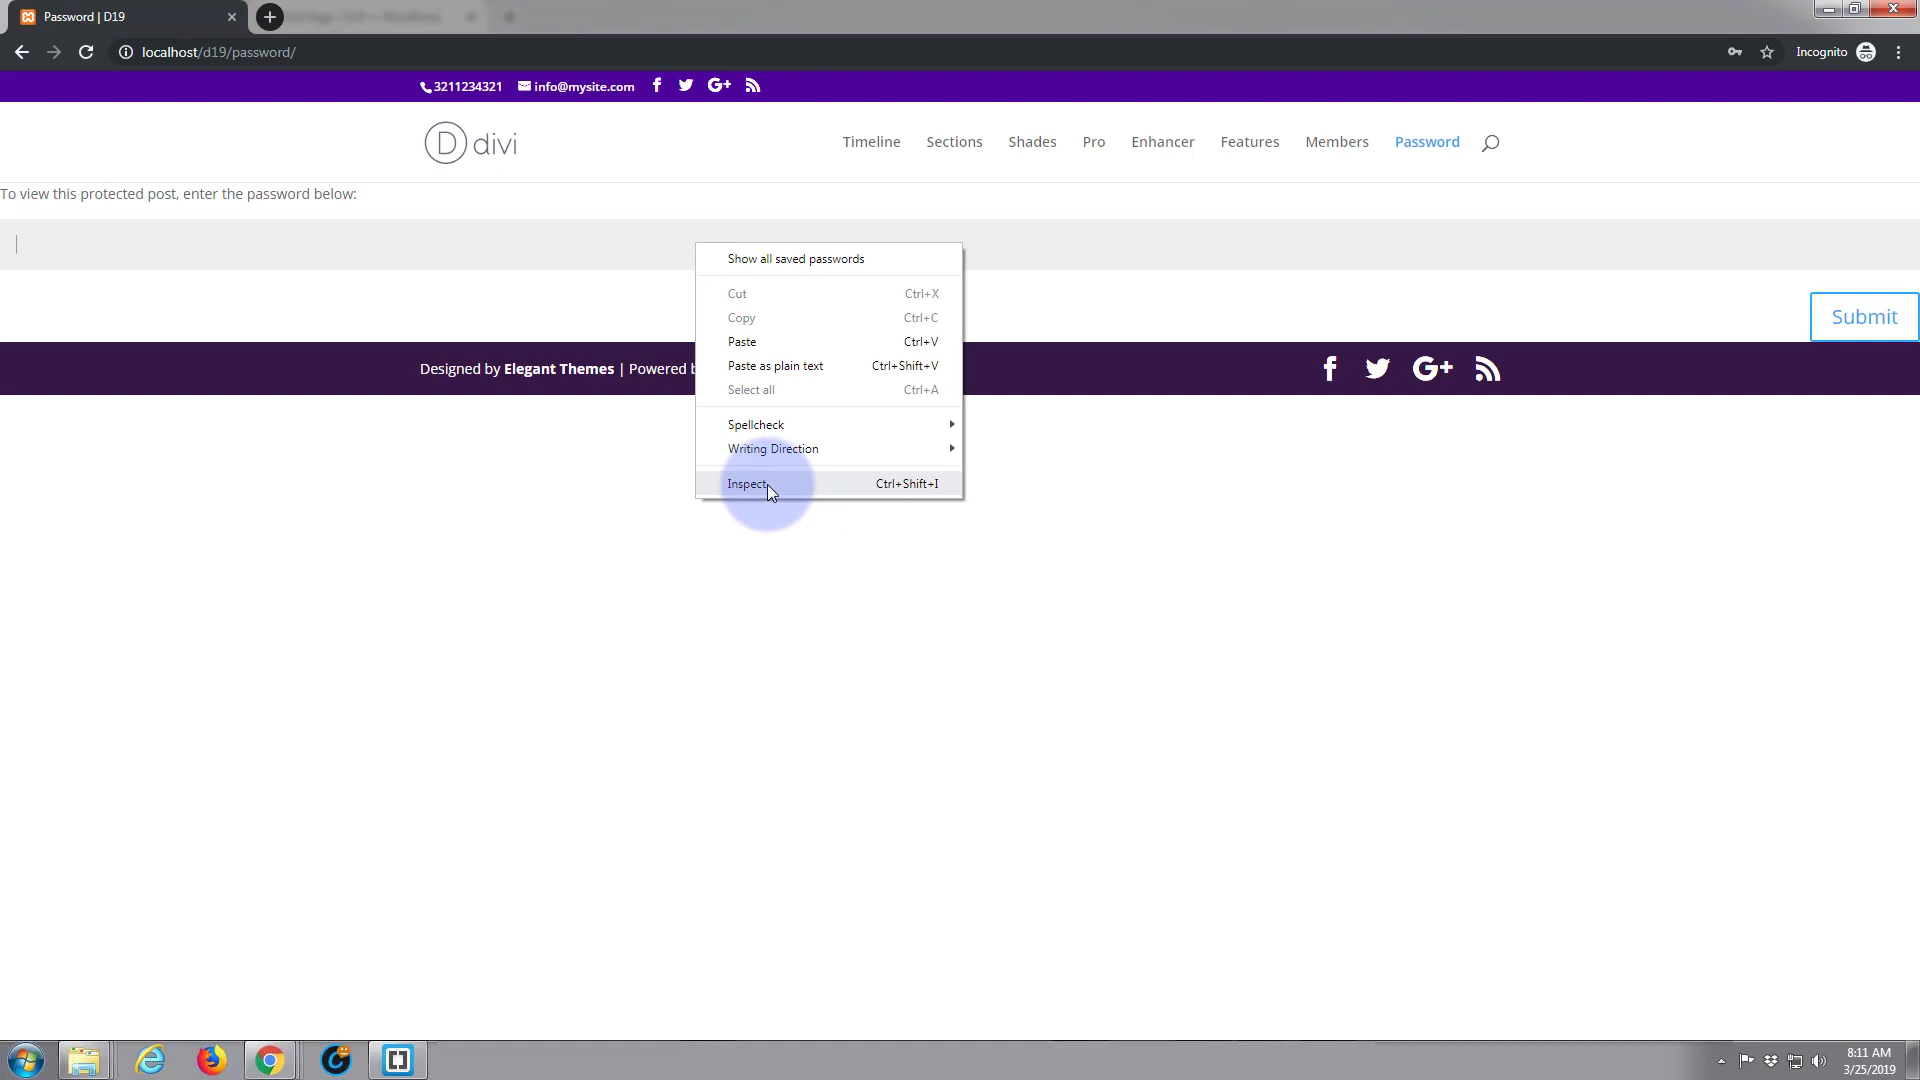 Password | D19
localhost/d19/password/
Incognito
3211234321
info@mysite.com
G+
D divi
Timeline
Sections
Shades
Pro
Enhancer
Features
Members
Password
To view this protected post, enter the password below:
Show all saved passwords
Cut Ctrl+X
Copy Ctrl+C
Paste Ctrl+V
Paste as plain text Ctrl+Shift+V
Select all Ctrl+A
Spellcheck
Writing Direction
Inspect Ctrl+Shift+I
Submit
Designed by Elegant Themes | Powered
G+
8:11 AM
3/25/2019